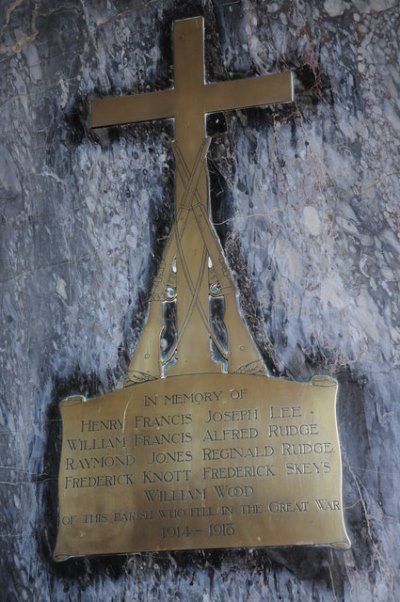 IN MEMORY OF
HENRY FRANCIS JOSEPH LEE
WILLIAM FRANCIS ALFRED RUDGE
RAYMOND JONES REGINALD RUDGE
FREDERICK KNOTT FREDERICK SKEYS
WILLIAM WOOD
OF THIS PARISH WHO FELL IN THE GREAT WAR
1914 – 1918